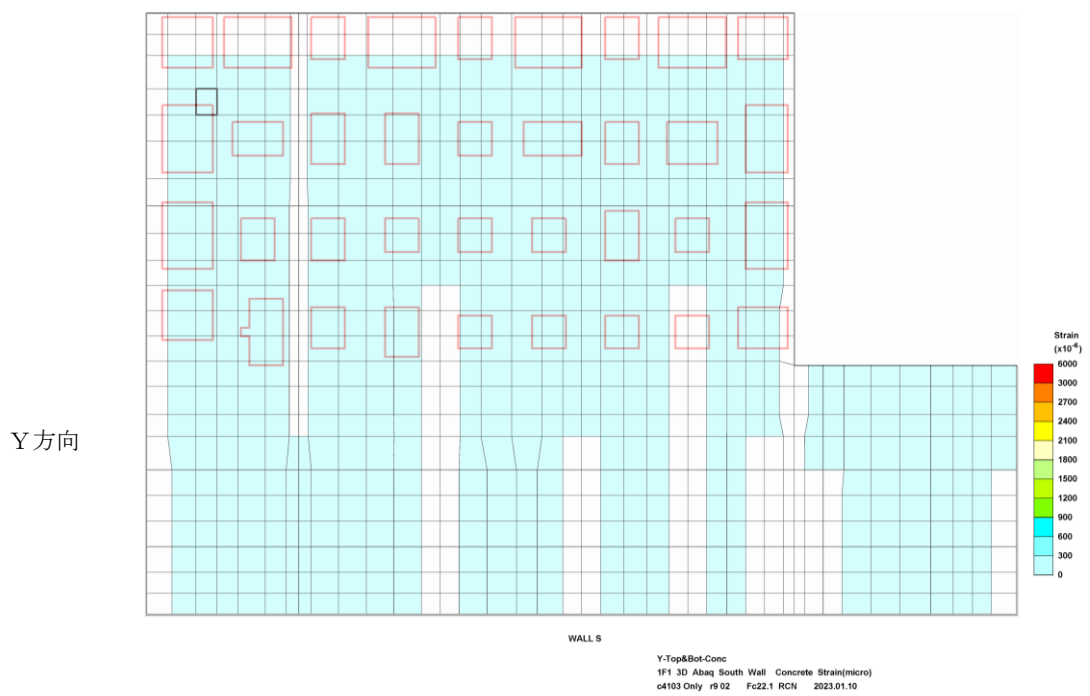 Strain
(x10⁻⁶)
6000
3000
2700
2400
2100
1800
1500
1200
900
600
300
0
Y方向
WALL S
Y-Top&Bot-Conc
1F1 3D Abaq South Wall Concrete Strain(micro)
c4103 Only r9 02 Fc22.1 RCN 2023.01.10